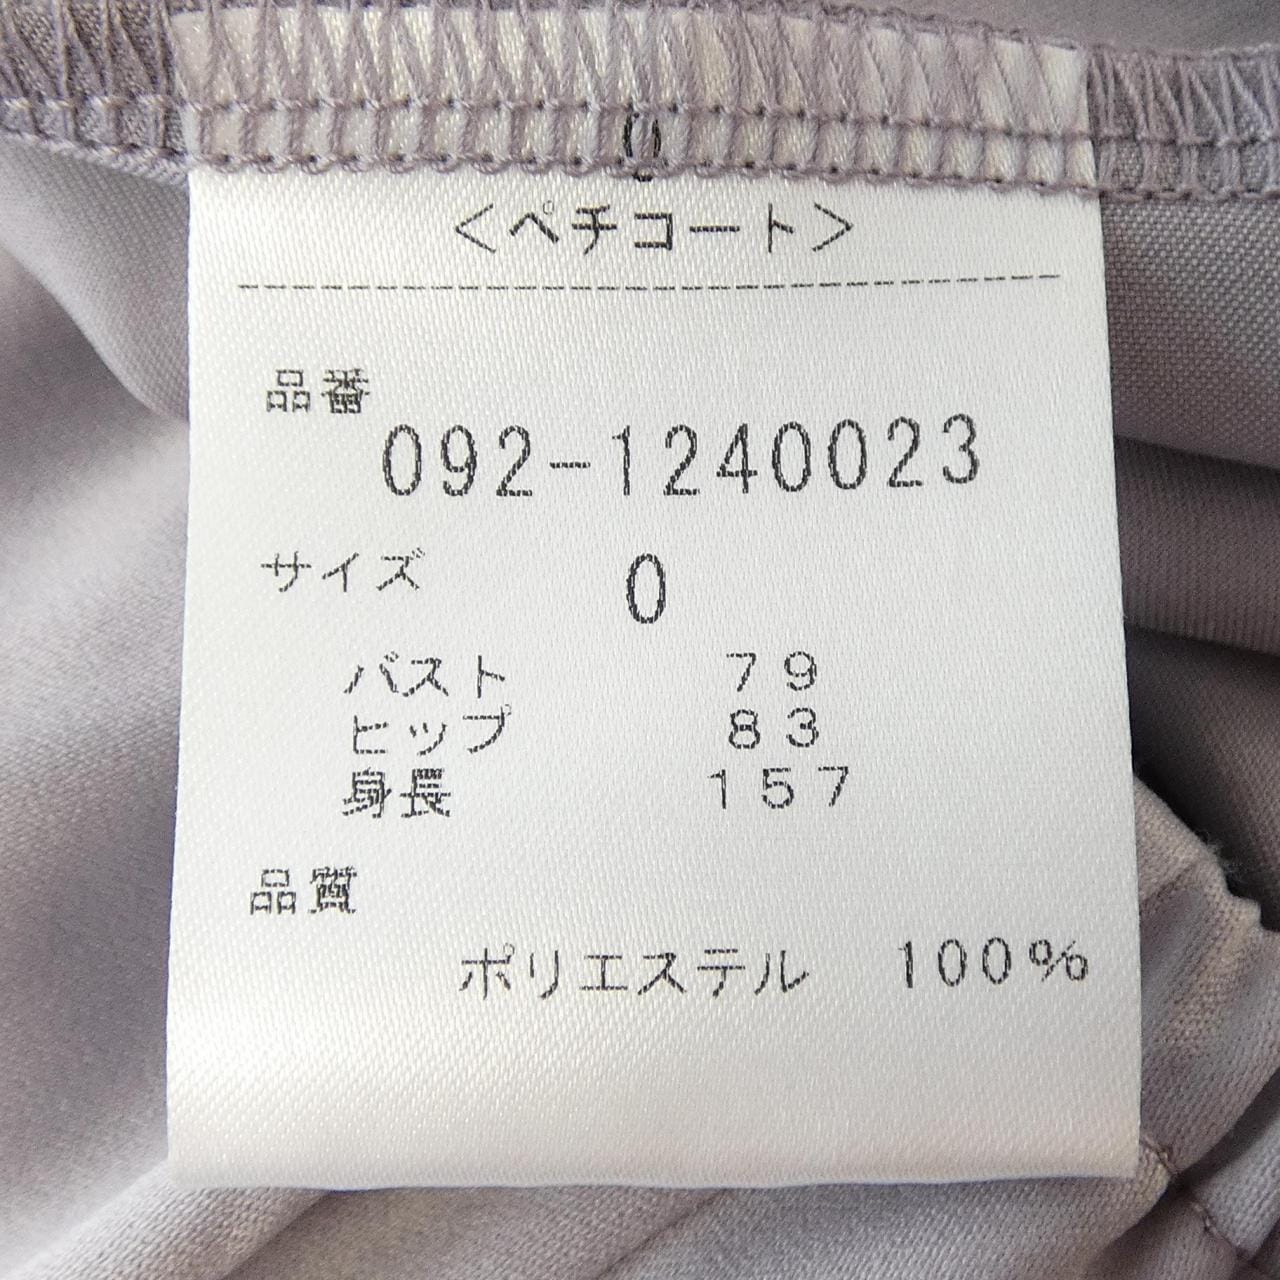 0
<ペチコート>
品番
092-1240023
サイズ 0
バスト 79
ヒップ 83
身長 157
品質
ポリエステル 100%